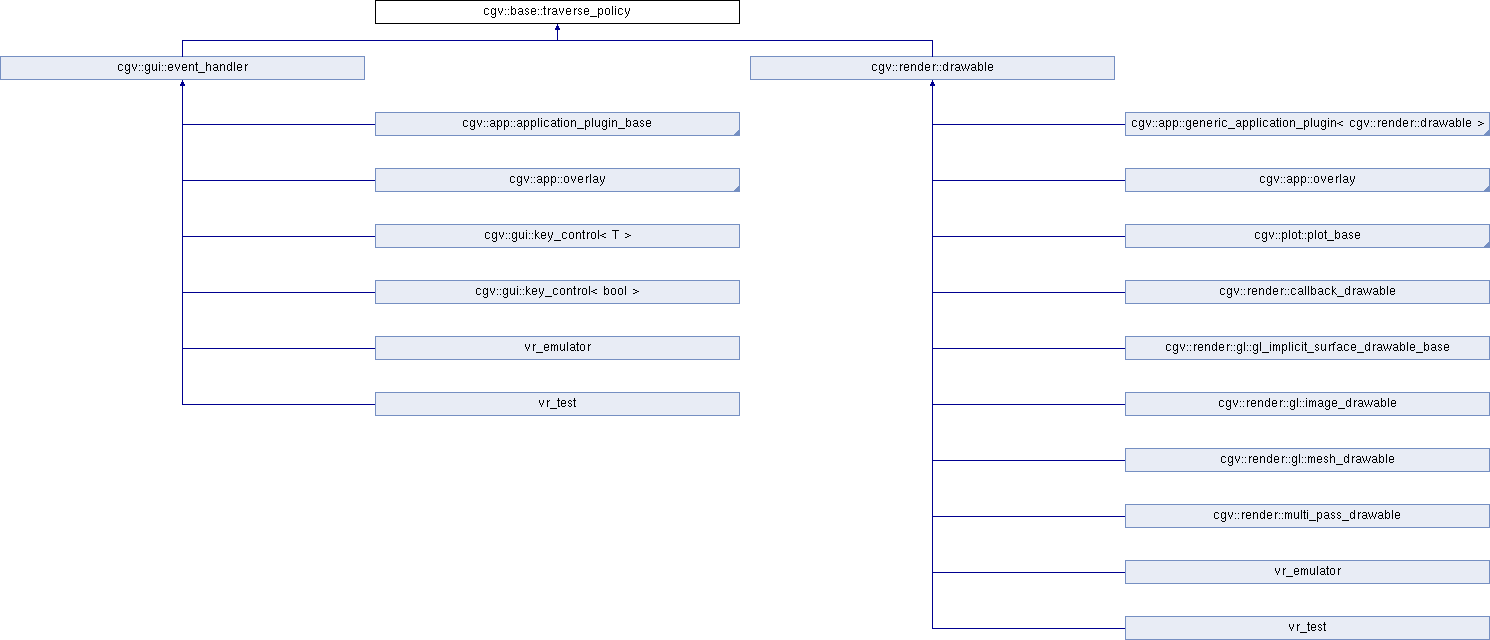 cgv::base::traverse_policy
cgv::gui::event_handler
cgv::render::drawable
cgv::app::application_plugin_base
cgv::app::generic_application_plugin< cgv::render::drawable >
cgv::app::overlay
cgv::app::overlay
cgv::gui::key_control< T >
cgv::plot::plot_base
cgv::gui::key_control< bool >
cgv::render::callback_drawable
vr_emulator
cgv::render::gl::gl_implicit_surface_drawable_base
vr_test
cgv::render::gl::image_drawable
cgv::render::gl::mesh_drawable
cgv::render::multi_pass_drawable
vr_emulator
vr_test